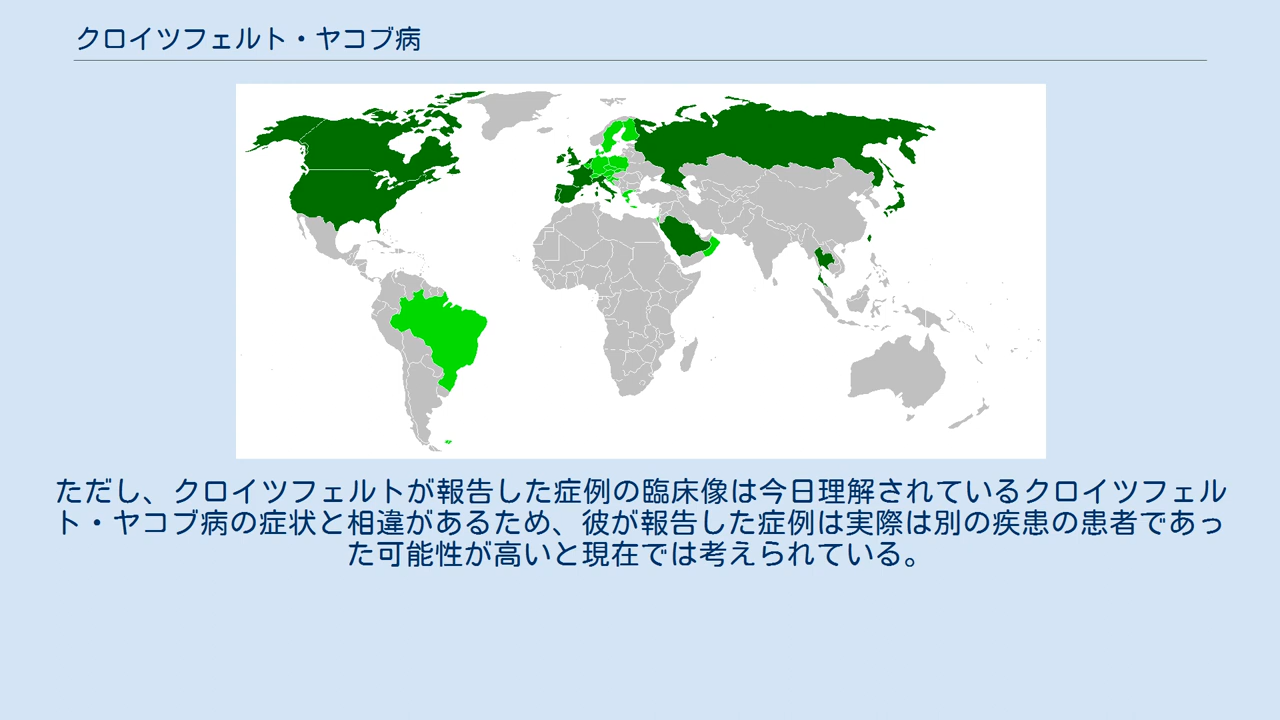 クロイツフェルト・ヤコブ病
ただし、クロイツフェルトが報告した症例の臨床像は今日理解されているクロイツフェル
ト・ヤコブ病の症状と相違があるため、彼が報告した症例は実際は別の疾患の患者であっ
た可能性が高いと現在では考えられている。